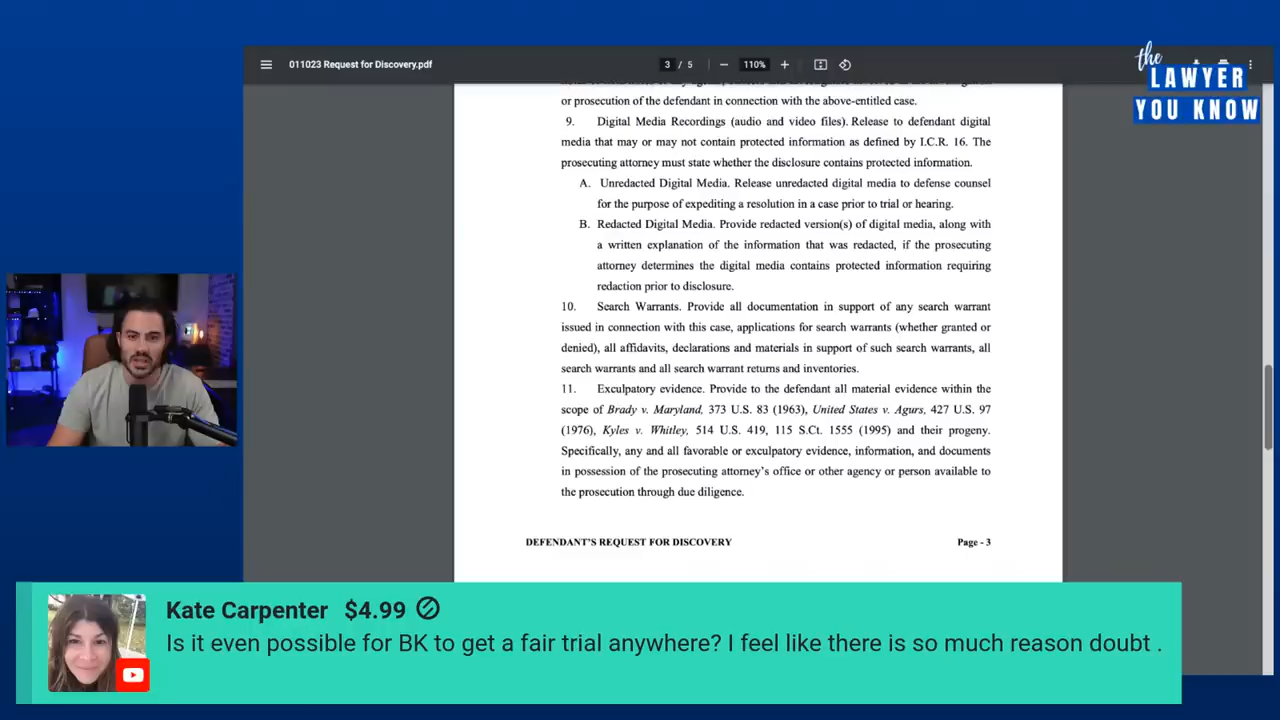 the
LAWYER
YOU KNOW
011023 Request for Discovery.pdf
3 / 5
110%
or prosecution of the defendant in connection with the above-entitled case.
9. Digital Media Recordings (audio and video files). Release to defendant digital
media that may or may not contain protected information as defined by I.C.R. 16. The
prosecuting attorney must state whether the disclosure contains protected information.
A. Unredacted Digital Media. Release unredacted digital media to defense counsel
for the purpose of expediting a resolution in a case prior to trial or hearing.
B. Redacted Digital Media. Provide redacted version(s) of digital media, along with
a written explanation of the information that was redacted, if the prosecuting
attorney determines the digital media contains protected information requiring
redaction prior to disclosure.
10. Search Warrants. Provide all documentation in support of any search warrant
issued in connection with this case, applications for search warrants (whether granted or
denied), all affidavits, declarations and materials in support of such search warrants, all
search warrants and all search warrant returns and inventories.
11. Exculpatory evidence. Provide to the defendant all material evidence within the
scope of Brady v. Maryland, 373 U.S. 83 (1963), United States v. Agurs, 427 U.S. 97
(1976), Kyles v. Whitley, 514 U.S. 419, 115 S.Ct. 1555 (1995) and their progeny.
Specifically, any and all favorable or exculpatory evidence, information, and documents
in possession of the prosecuting attorney's office or other agency or person available to
the prosecution through due diligence.
DEFENDANT'S REQUEST FOR DISCOVERY
Page - 3
Kate Carpenter $4.99
Is it even possible for BK to get a fair trial anywhere? I feel like there is so much reason doubt .